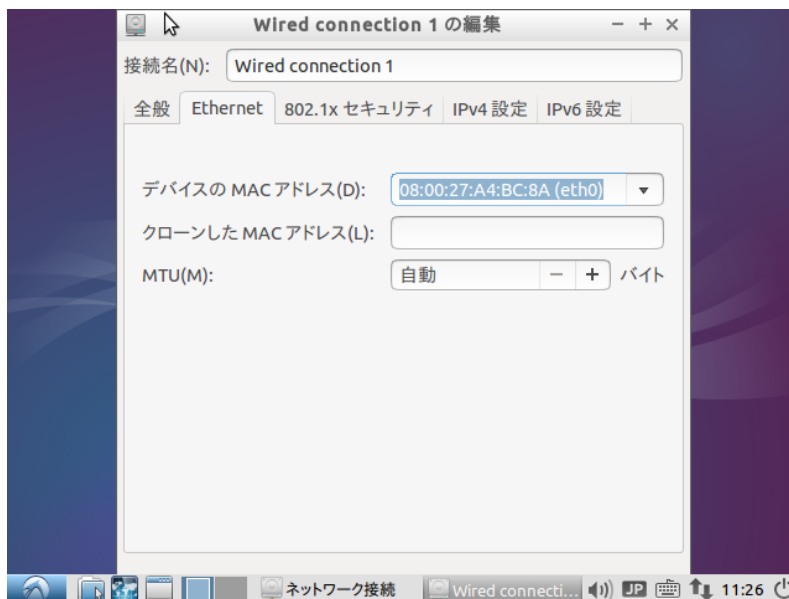 Wired connection 1 の編集
接続名(N): Wired connection 1
全般 Ethernet 802.1x セキュリティ IPv4 設定 IPv6 設定
デバイスの MAC アドレス(D): 08:00:27:A4:BC:8A (eth0)
クローンした MAC アドレス(L):
MTU(M): 自動 − + バイト
ネットワーク接続 Wired connecti... JP 11:26